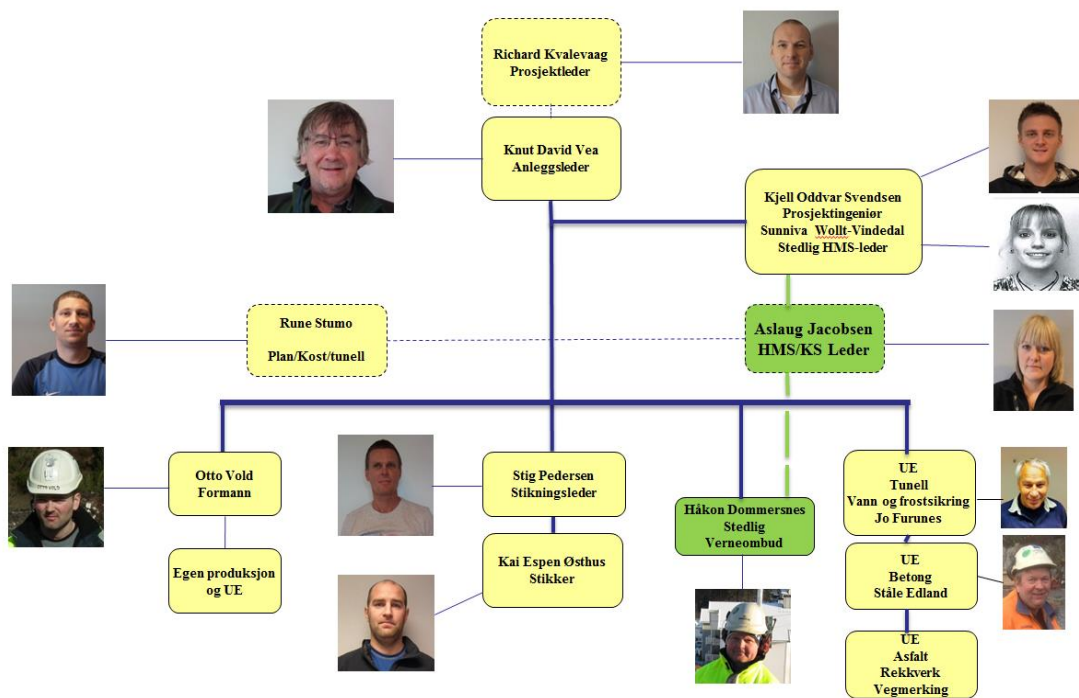 Richard Kvalevaag
Prosjektleder
Knut David Vea
Anleggsleder
Kjell Oddvar Svendsen
Prosjektingeniør
Sunniva Wollt-Vindedal
Stedlig HMS-leder
Rune Stumo
Plan/Kost/tunell
Aslaug Jacobsen
HMS/KS Leder
Otto Vold
Formann
Egen produksjon
og UE
Stig Pedersen
Stikningsleder
Kai Espen Østhus
Stikker
Håkon Dommersnes
Stedlig
Verneombud
UE
Tunell
Vann og frostsikring
Jo Furunes
UE
Betong
Ståle Edland
UE
Asfalt
Rekkverk
Vegmerking